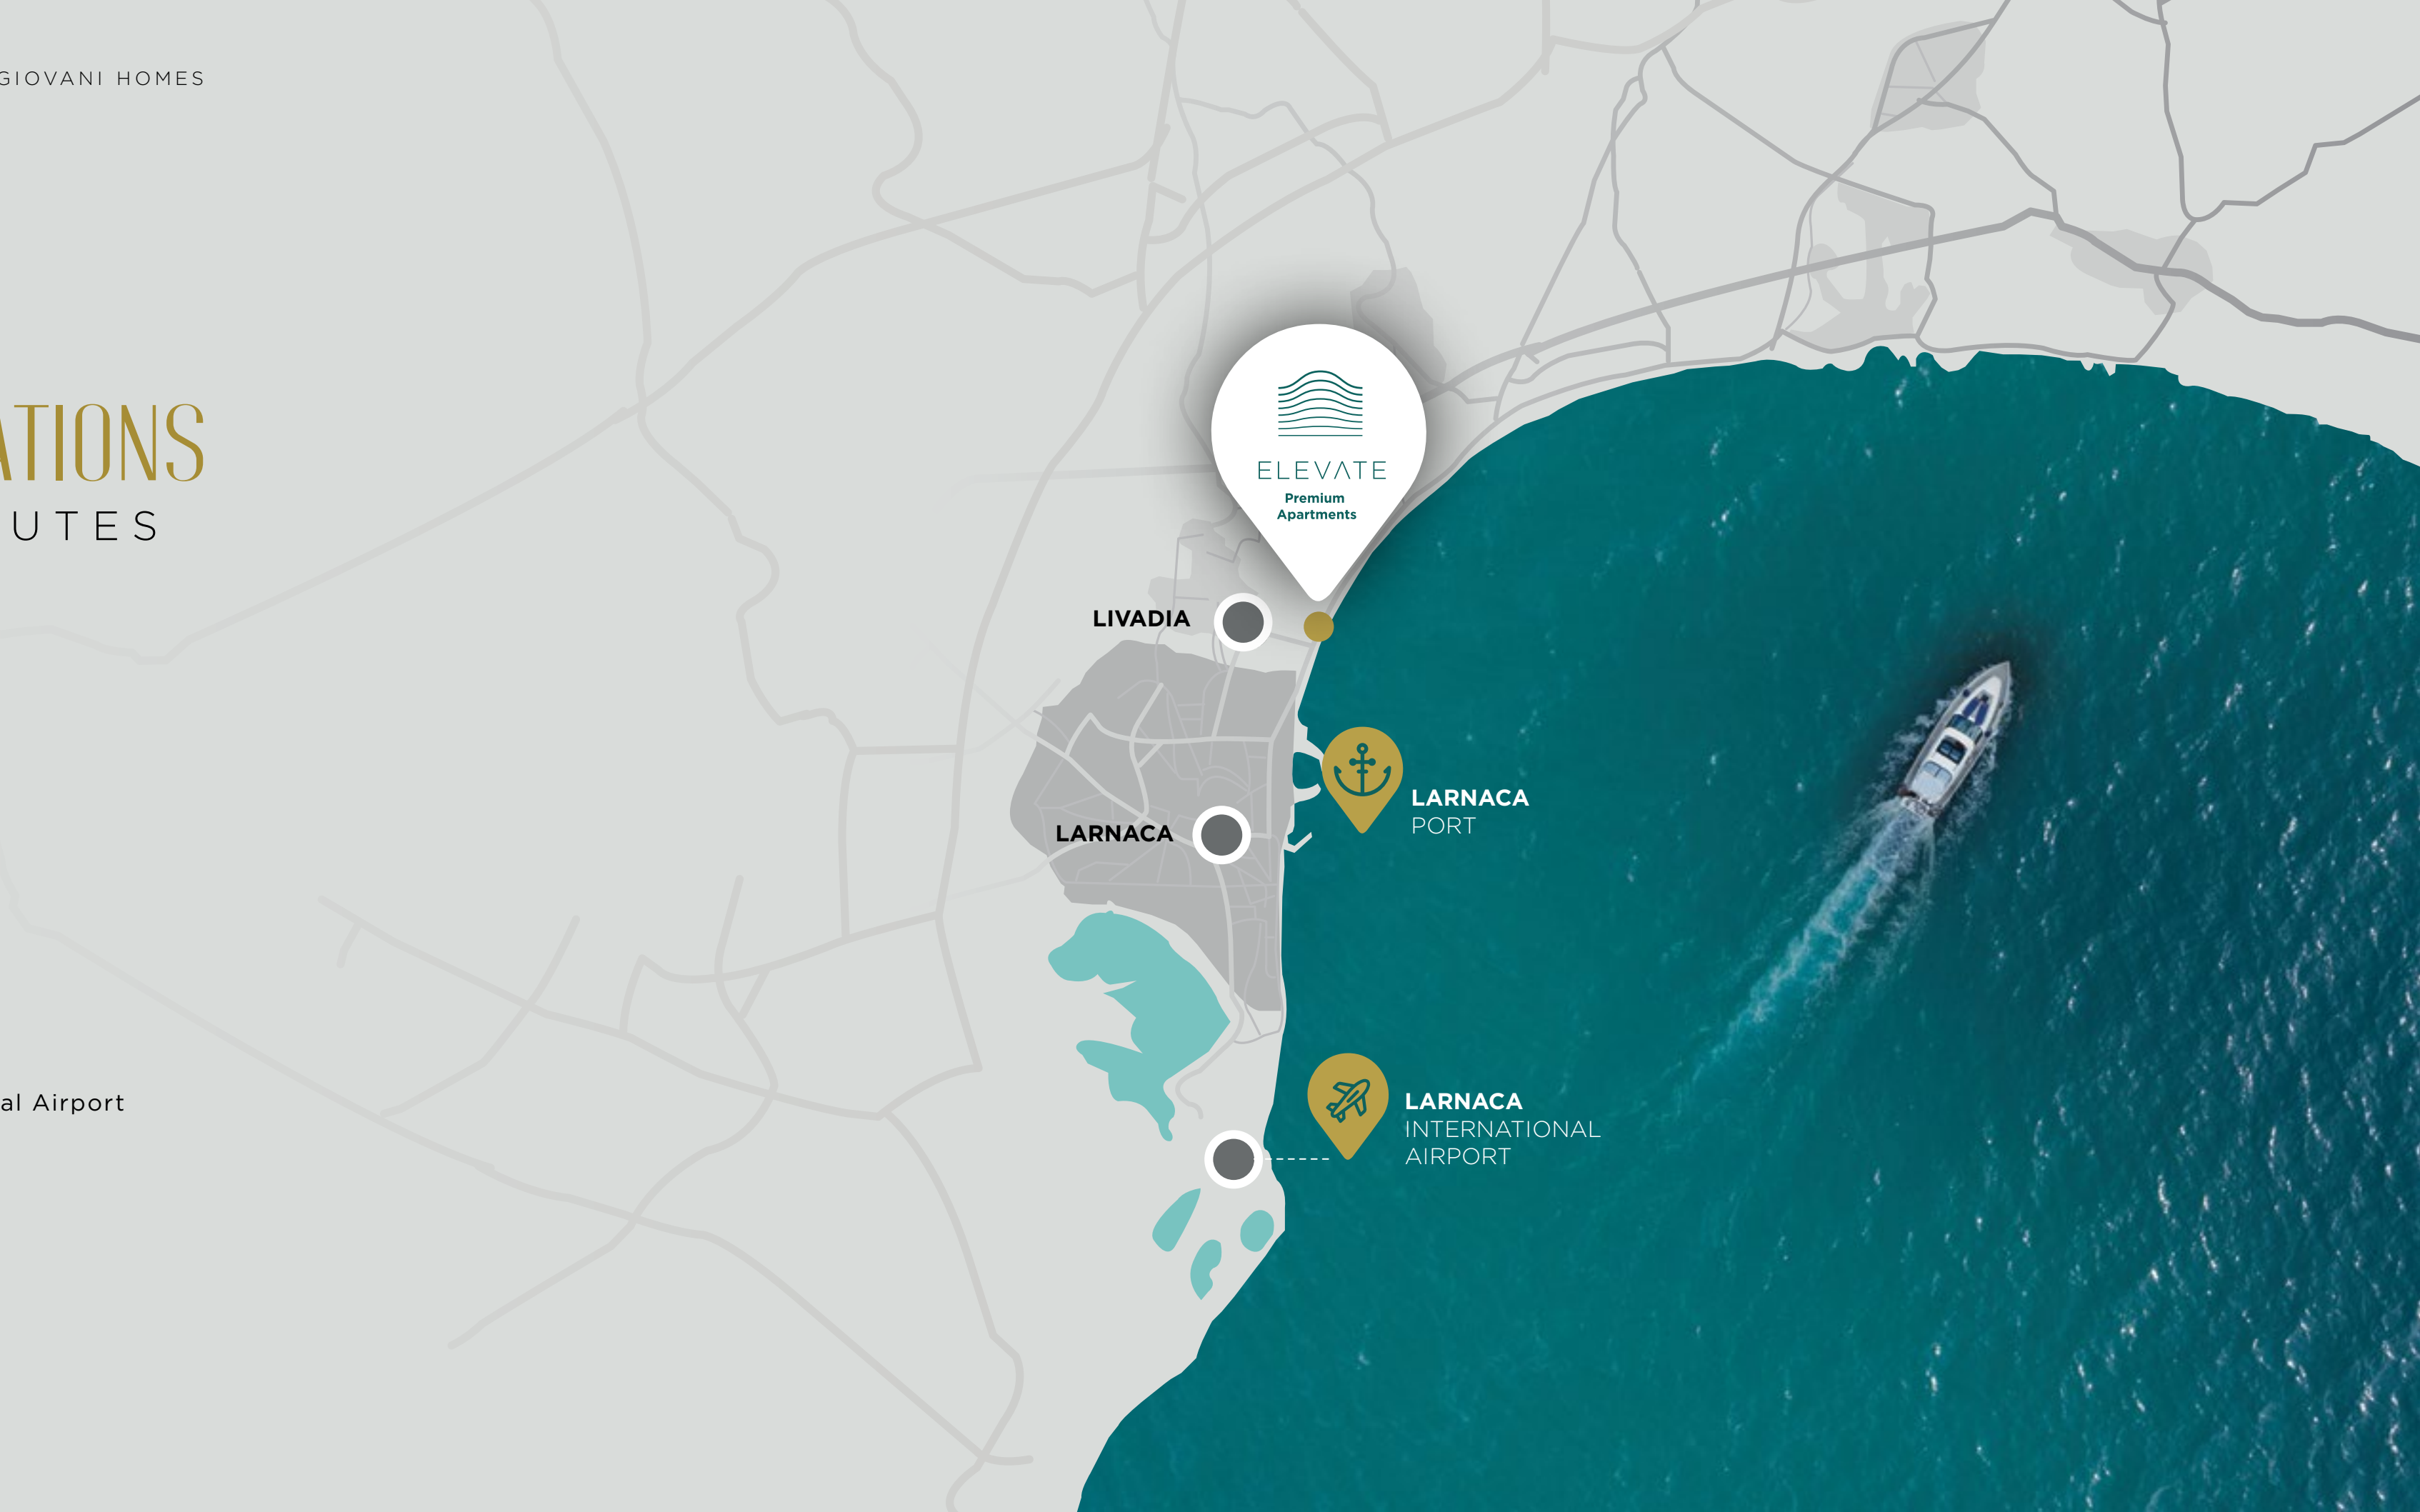 GIOVANI HOMES
ATIONS
UTES
al Airport
ELEVATE
Premium
Apartments
LIVADIA
LARNACA
PORT
LARNACA
LARNACA
INTERNATIONAL
AIRPORT